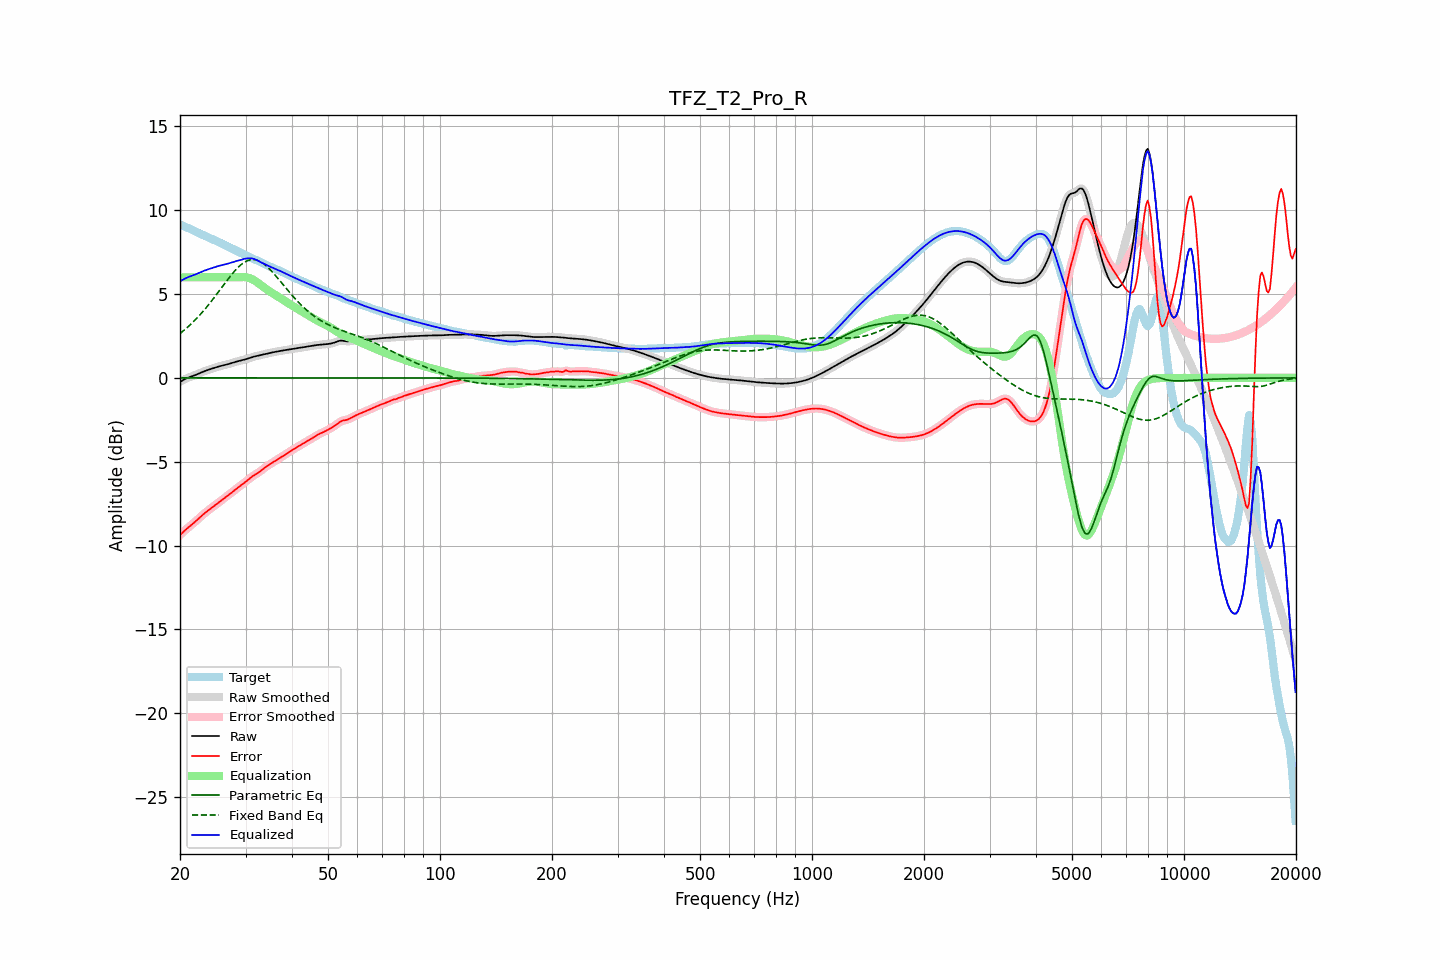 TFZ_T2_Pro_R
Amplitude (dBr)
15
10
5
0
−5
−10
−15
−20
−25
Target
Raw Smoothed
Error Smoothed
Raw
Error
Equalization
Parametric Eq
Fixed Band Eq
Equalized
20 50 100 200 500 1000 2000 5000 10000 20000
Frequency (Hz)